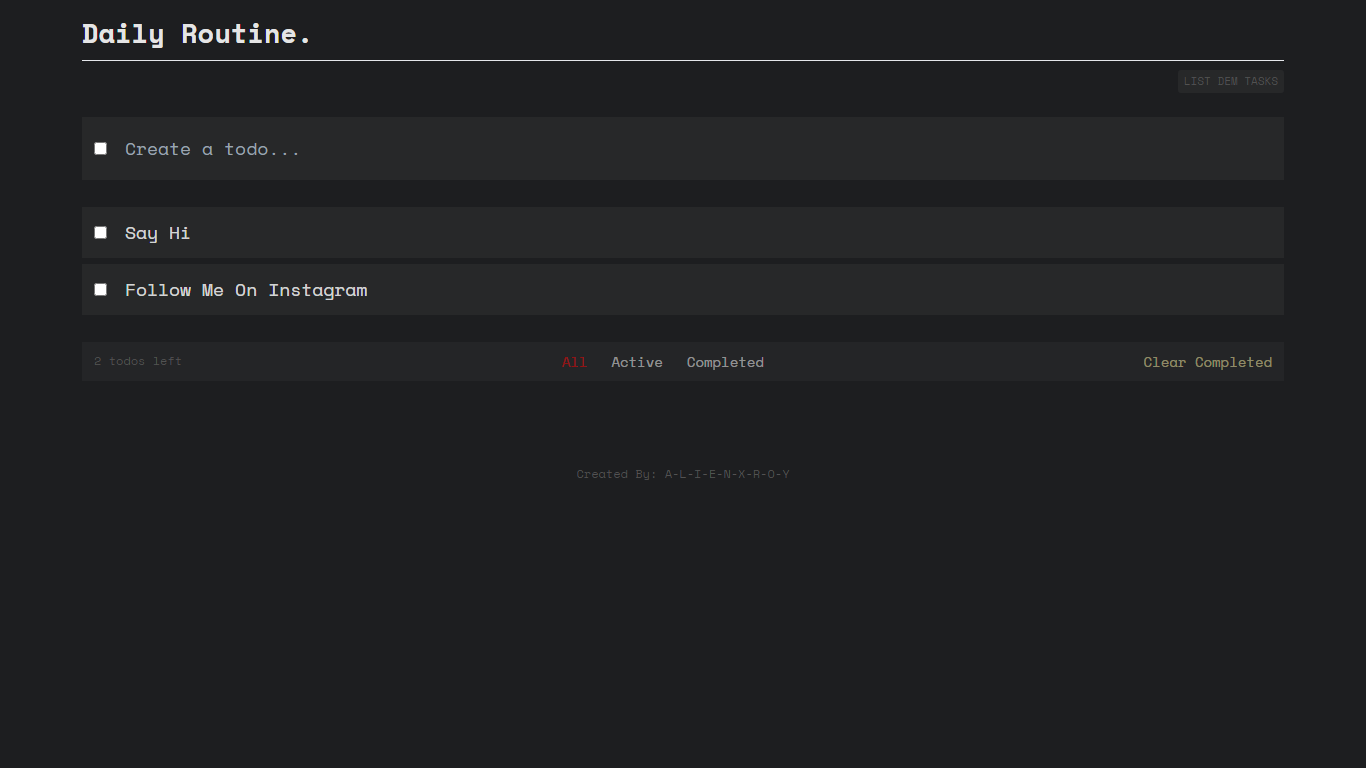 Daily Routine.
LIST DEM TASKS
Create a todo...
Say Hi
Follow Me On Instagram
2 todos left
All Active Completed
Clear Completed
Created By: A-L-I-E-N-X-R-O-Y